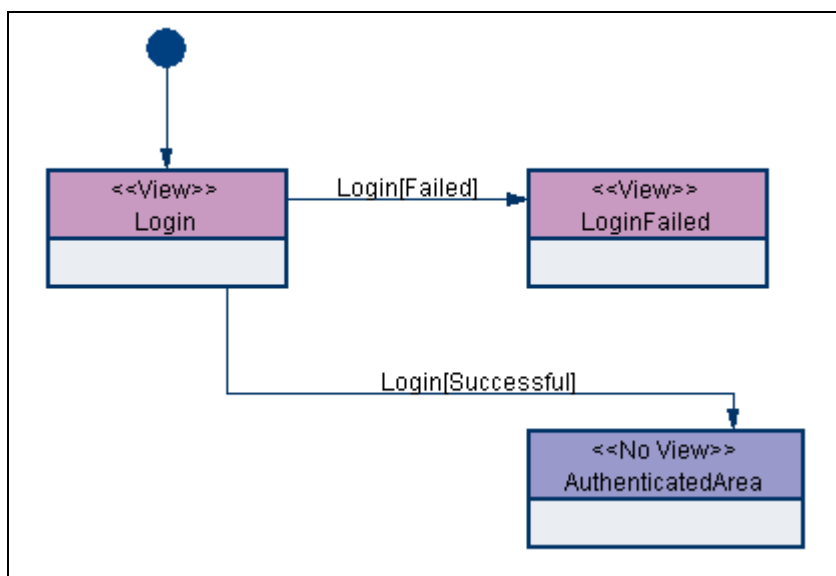 <<View>>
Login
Login[Failed]
<<View>>
LoginFailed
Login[Successful]
<<No View>>
AuthenticatedArea